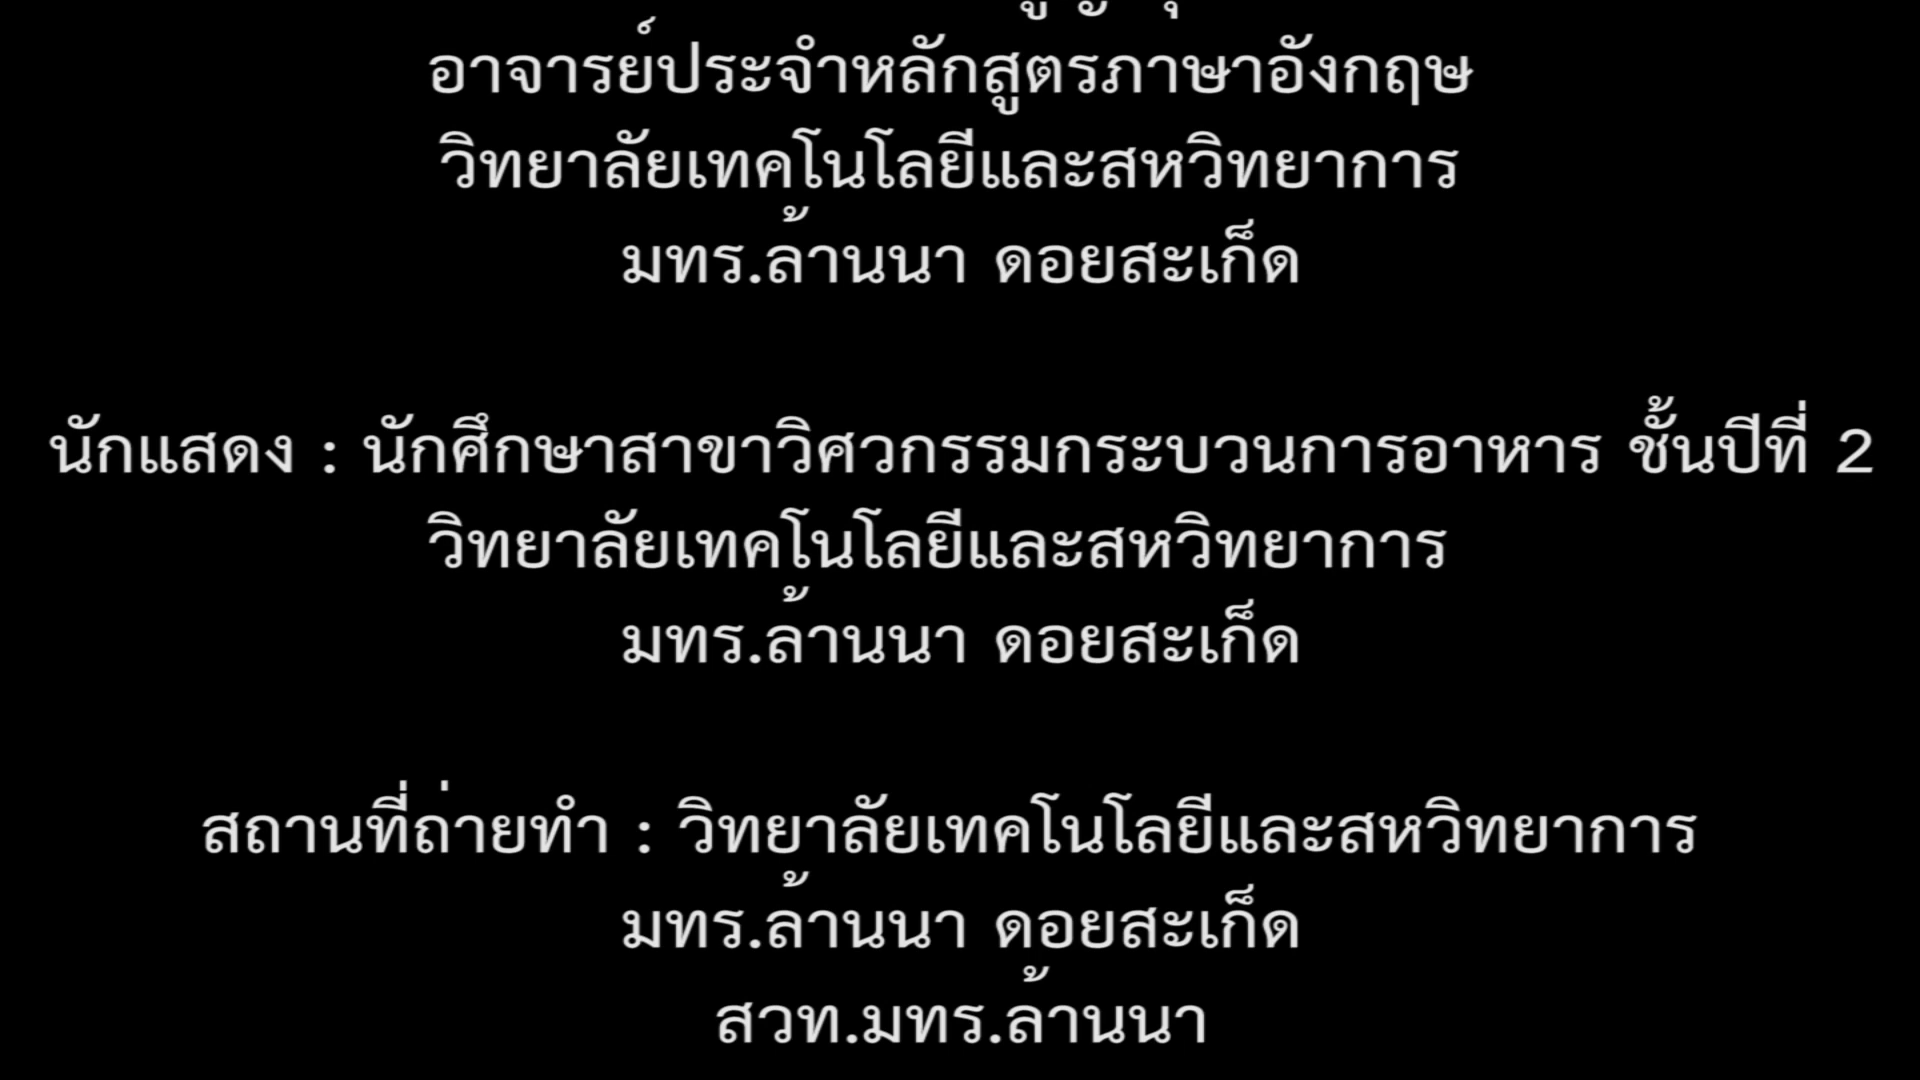 อาจารย์ประจำหลักสูตรภาษาอังกฤษ
วิทยาลัยเทคโนโลยีและสหวิทยาการ
มทร.ล้านนา ดอยสะเก็ด
นักแสดง : นักศึกษาสาขาวิศวกรรมกระบวนการอาหาร ชั้นปีที่ 2
วิทยาลัยเทคโนโลยีและสหวิทยาการ
มทร.ล้านนา ดอยสะเก็ด
สถานที่ถ่ายทำ : วิทยาลัยเทคโนโลยีและสหวิทยาการ
มทร.ล้านนา ดอยสะเก็ด
สวท.มทร.ล้านนา